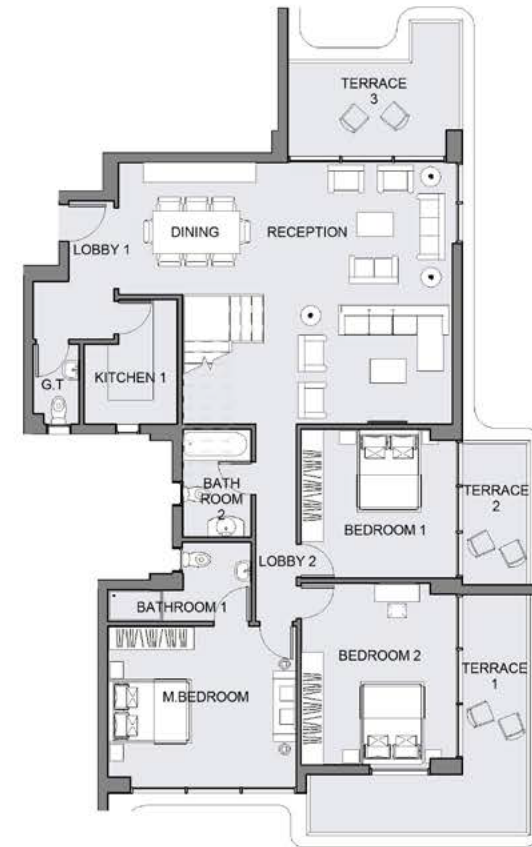 TERRACE
3
DINING
RECEPTION
LOBBY 1
G.T
KITCHEN 1
BATH
ROOM
2
BEDROOM 1
TERRACE
2
LOBBY 2
BATHROOM 1
M.BEDROOM
BEDROOM 2
TERRACE
1